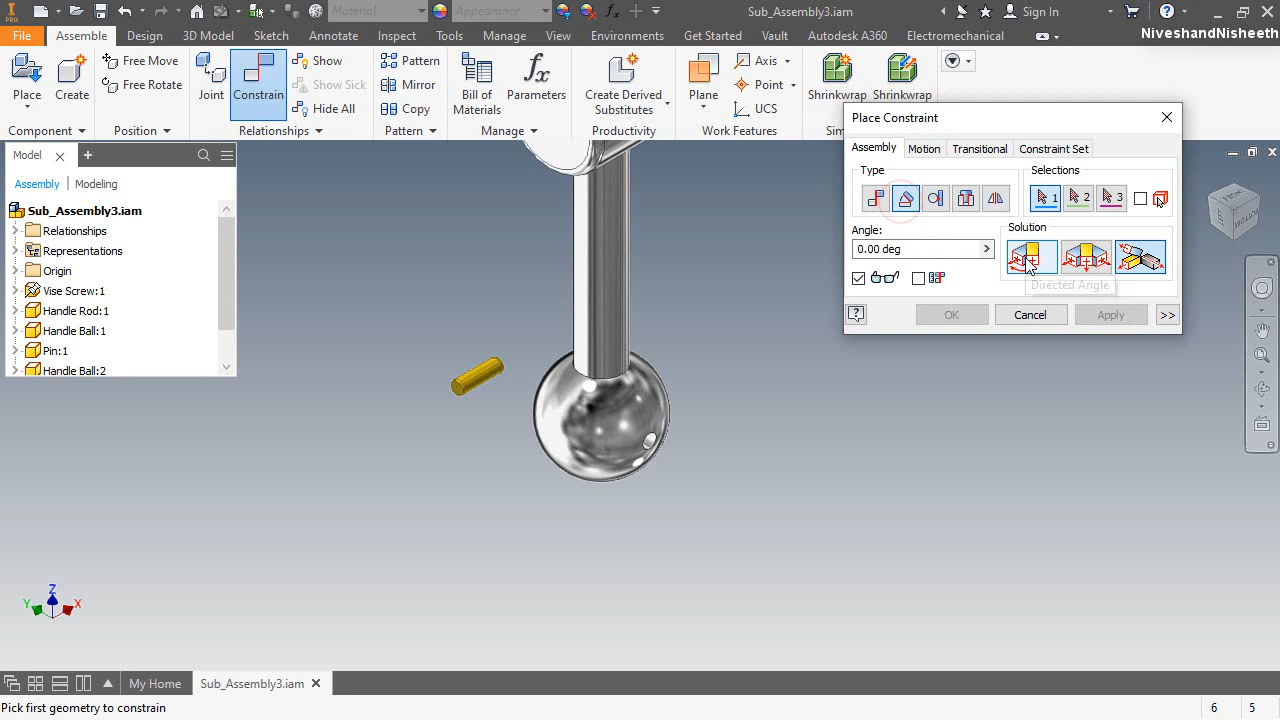 PRO
Material
Appearance
Sub_Assembly3.iam
Sign In
File
Assemble
Design
3D Model
Sketch
Annotate
Inspect
Tools
Manage
View
Environments
Get Started
Vault
Autodesk A360
Electromechanical
NiveshandNisheeth
Place
Create
Free Move
Free Rotate
Joint
Constrain
Show
Show Sick
Hide All
Pattern
Mirror
Copy
Bill of
Materials
Parameters
Create Derived
Substitutes
Plane
Axis
Point
UCS
Shrinkwrap
Shrinkwrap
Component
Position
Relationships
Pattern
Manage
Productivity
Work Features
Place Constraint
Assembly
Motion
Transitional
Constraint Set
Type
Selections
1
2
3
Angle:
0.00 deg
Solution
Directed Angle
OK
Cancel
Apply
>>
Model
Assembly
Modeling
Sub_Assembly3.iam
Relationships
Representations
Origin
Vise Screw:1
Handle Rod:1
Handle Ball:1
Pin:1
Handle Ball:2
BOTTOM
Z
Y
X
My Home
Sub_Assembly3.iam
Pick first geometry to constrain
6
5